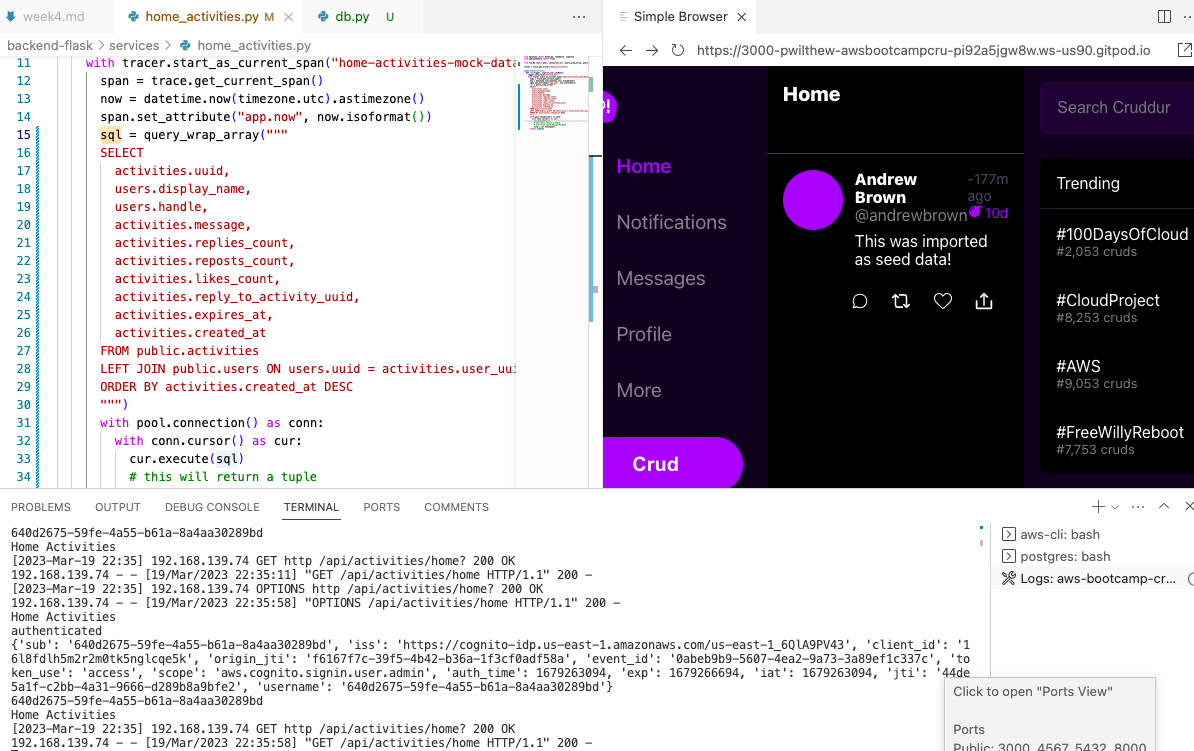 week4.md
home_activities.py M
db.py U
Simple Browser
backend-flask > services > home_activities.py
https://3000-pwilthew-awsbootcampcru-pi92a5jgw8w.ws-us90.gitpod.io
11 with tracer.start_as_current_span("home-activities-mock-data
12 span = trace.get_current_span()
13 now = datetime.now(timezone.utc).astimezone()
14 span.set_attribute("app.now", now.isoformat())
15 sql = query_wrap_array("""
16 SELECT
17 activities.uuid,
18 users.display_name,
19 users.handle,
20 activities.message,
21 activities.replies_count,
22 activities.reposts_count,
23 activities.likes_count,
24 activities.reply_to_activity_uuid,
25 activities.expires_at,
26 activities.created_at
27 FROM public.activities
28 LEFT JOIN public.users ON users.uuid = activities.user_uui
29 ORDER BY activities.created_at DESC
30 """)
31 with pool.connection() as conn:
32 with conn.cursor() as cur:
33 cur.execute(sql)
34 # this will return a tuple
?!
Home
Notifications
Messages
Profile
More
Crud
Home
Andrew Brown
@andrewbrown
-177m ago
10d
This was imported
as seed data!
Search Cruddur
Trending
#100DaysOfCloud
#2,053 cruds
#CloudProject
#8,253 cruds
#AWS
#9,053 cruds
#FreeWillyReboot
#7,753 cruds
PROBLEMS OUTPUT DEBUG CONSOLE TERMINAL PORTS COMMENTS
640d2675-59fe-4a55-b61a-8a4aa30289bd
Home Activities
[2023-Mar-19 22:35] 192.168.139.74 GET http /api/activities/home? 200 OK
192.168.139.74 - - [19/Mar/2023 22:35:11] "GET /api/activities/home HTTP/1.1" 200 -
[2023-Mar-19 22:35] 192.168.139.74 OPTIONS http /api/activities/home? 200 OK
192.168.139.74 - - [19/Mar/2023 22:35:58] "OPTIONS /api/activities/home HTTP/1.1" 200 -
Home Activities
authenticated
{'sub': '640d2675-59fe-4a55-b61a-8a4aa30289bd', 'iss': 'https://cognito-idp.us-east-1.amazonaws.com/us-east-1_6QlA9PV43', 'client_id': '1
6l8fdlh5m2r2m0tk5nglcqe5k', 'origin_jti': 'f6167f7c-39f5-4b42-b36a-1f3cf0adf58a', 'event_id': '0abeb9b9-5607-4ea2-9a73-3a89ef1c337c', 'to
ken_use': 'access', 'scope': 'aws.cognito.signin.user.admin', 'auth_time': 1679263094, 'exp': 1679266694, 'iat': 1679263094, 'jti': '44de
5a1f-c2bb-4a31-9666-d289b8a9bfe2', 'username': '640d2675-59fe-4a55-b61a-8a4aa30289bd'}
640d2675-59fe-4a55-b61a-8a4aa30289bd
Home Activities
[2023-Mar-19 22:35] 192.168.139.74 GET http /api/activities/home? 200 OK
192.168.139.74 - - [19/Mar/2023 22:35:58] "GET /api/activities/home HTTP/1.1" 200 -
aws-cli: bash
postgres: bash
Logs: aws-bootcamp-cr...
Click to open "Ports View"
Ports
Public: 3000, 4567, 5432, 8000